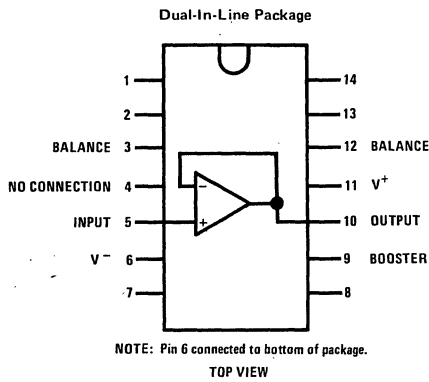 Dual-In-Line Package
1 14
2 13
BALANCE 3 12 BALANCE
NO CONNECTION 4 − 11 V+
INPUT 5 + 10 OUTPUT
V− 6 9 BOOSTER
7 8
NOTE: Pin 6 connected to bottom of package.
TOP VIEW